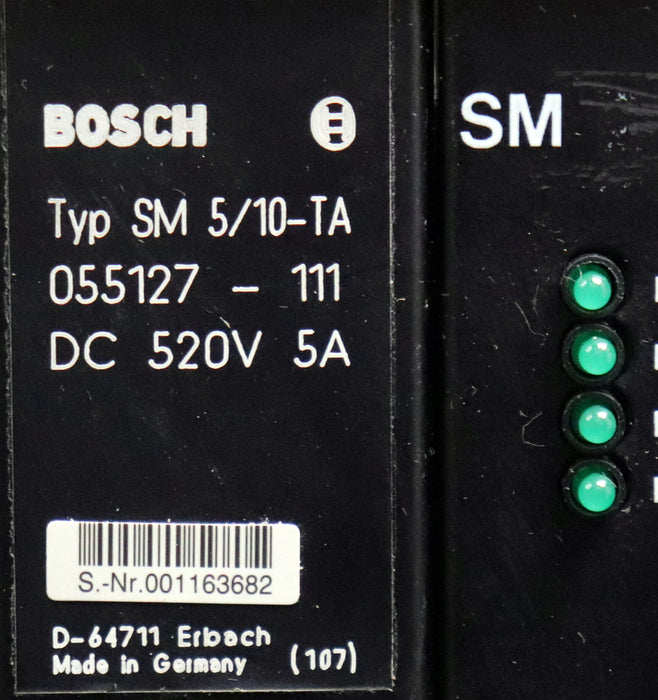 BOSCH
SM
Typ SM 5/10-TA
055127 - 111
DC 520V 5A
S.-Nr.001163682
D-64711 Erbach
Made in Germany (107)